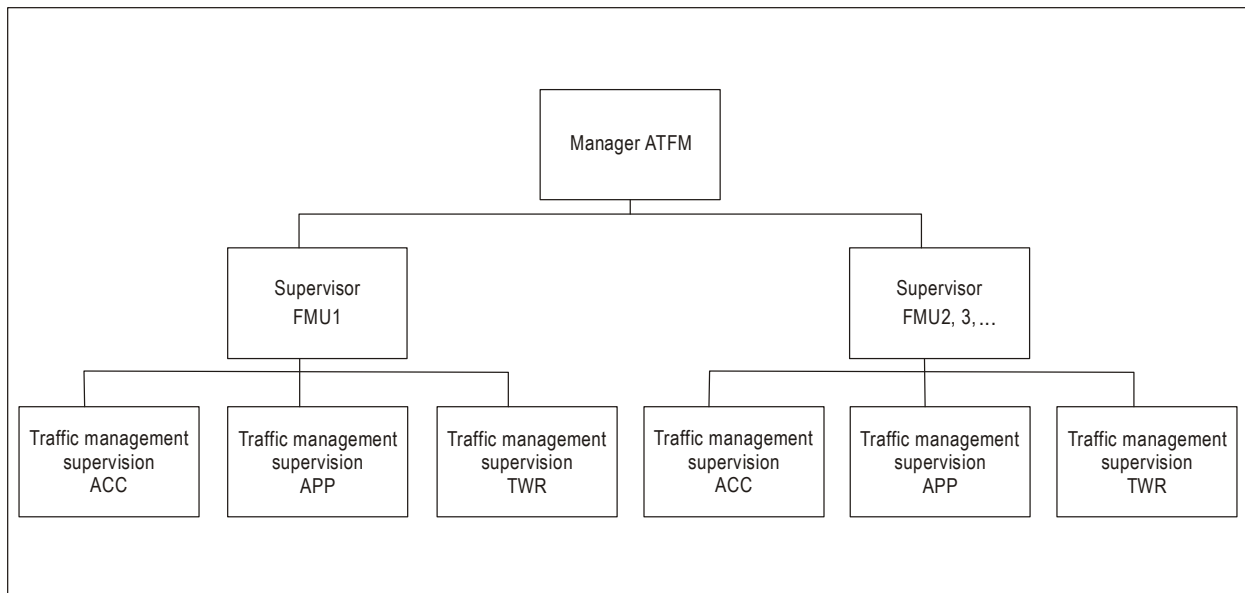 Manager ATFM
Supervisor
FMU1
Supervisor
FMU2, 3,...
Traffic management
supervision
ACC
Traffic management
supervision
APP
Traffic management
supervision
TWR
Traffic management
supervision
ACC
Traffic management
supervision
APP
Traffic management
supervision
TWR